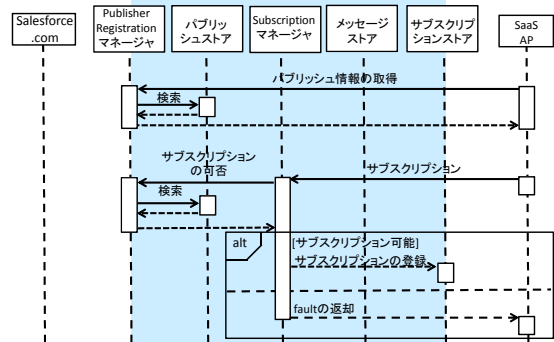 Salesforce
.com
Publisher
Registration
マネージャ
パブリッ
シュストア
Subscription
マネージャ
メッセージ
ストア
サブスクリプ
ションストア
SaaS
AP
パブリッシュ情報の取得
検索
サブスクリプション
の可否
サブスクリプション
検索
alt
[サブスクリプション可能]
サブスクリプションの登録
faultの返却